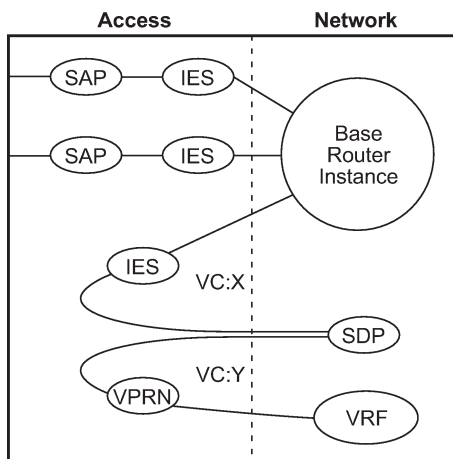 Access Network
SAP IES
Base
Router
Instance
SAP IES
IES
VC:X
SDP
VC:Y
VPRN
VRF